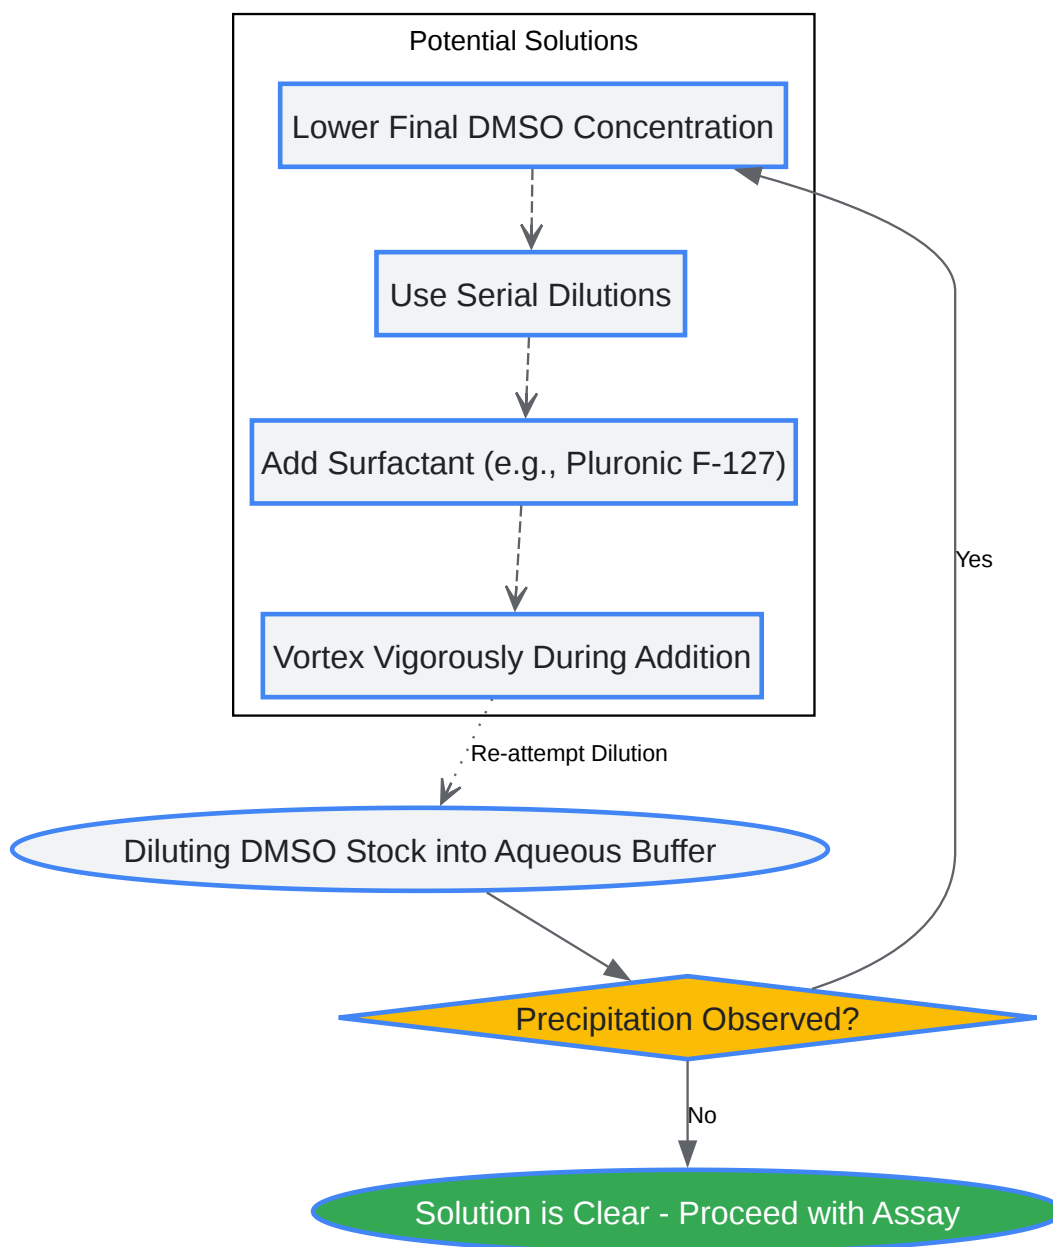 Potential Solutions
Lower Final DMSO Concentration
Use Serial Dilutions
Add Surfactant (e.g., Pluronic F-127)
Yes
Vortex Vigorously During Addition
Re-attempt Dilution
Diluting DMSO Stock into Aqueous Buffer
Precipitation Observed?
No
Solution is Clear - Proceed with Assay